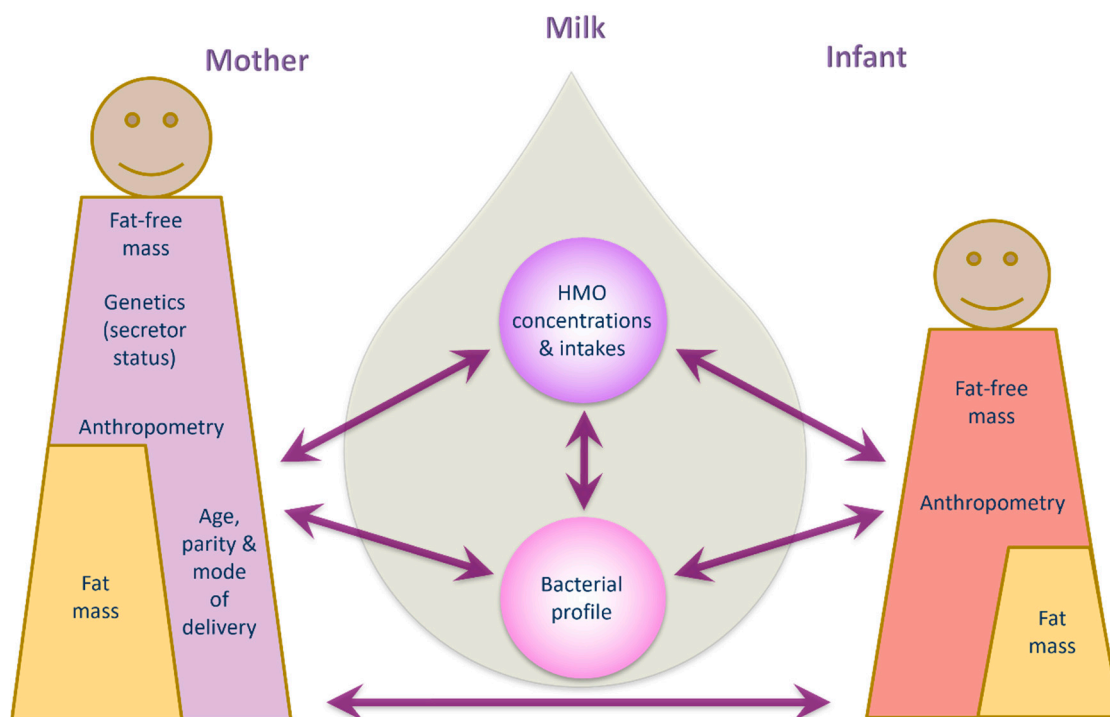 Mother
Milk
Infant
Fat-free
mass
Genetics
(secretor
status)
Anthropometry
Age,
parity &
mode
of
delivery
Fat
mass
HMO
concentrations
& intakes
Bacterial
profile
Fat-free
mass
Anthropometry
Fat
mass